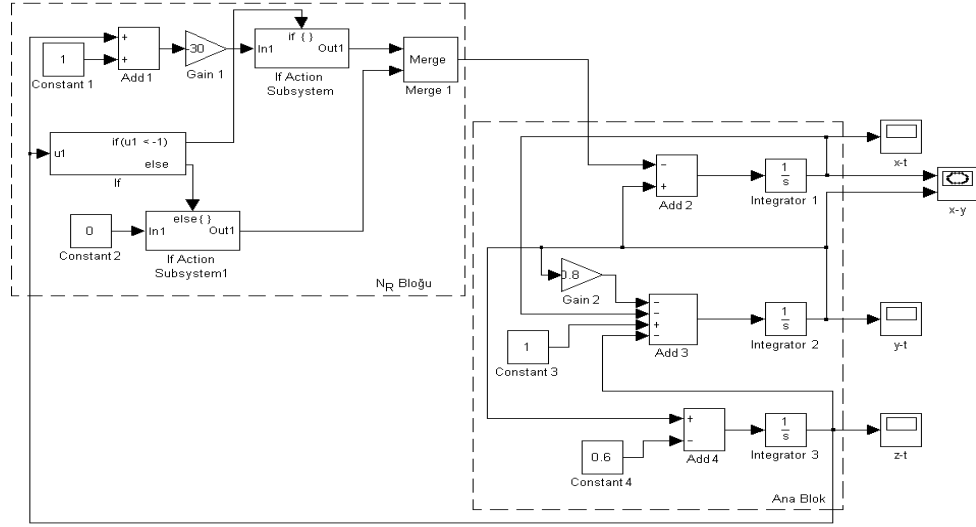 +
+
1
Constant 1
Add 1
-30
Gain 1
if { }
In1
Out1
If Action
Subsystem
Merge
Merge 1
u1
if(u1 < -1)
else
If
0
Constant 2
else { }
In1
Out1
If Action
Subsystem1
NR Bloğu
−
+
Add 2
1
s
Integrator 1
x-t
x-y
0.8
Gain 2
1
Constant 3
−
−
+
−
Add 3
1
s
Integrator 2
y-t
0.6
Constant 4
+
−
Add 4
1
s
Integrator 3
z-t
Ana Blok